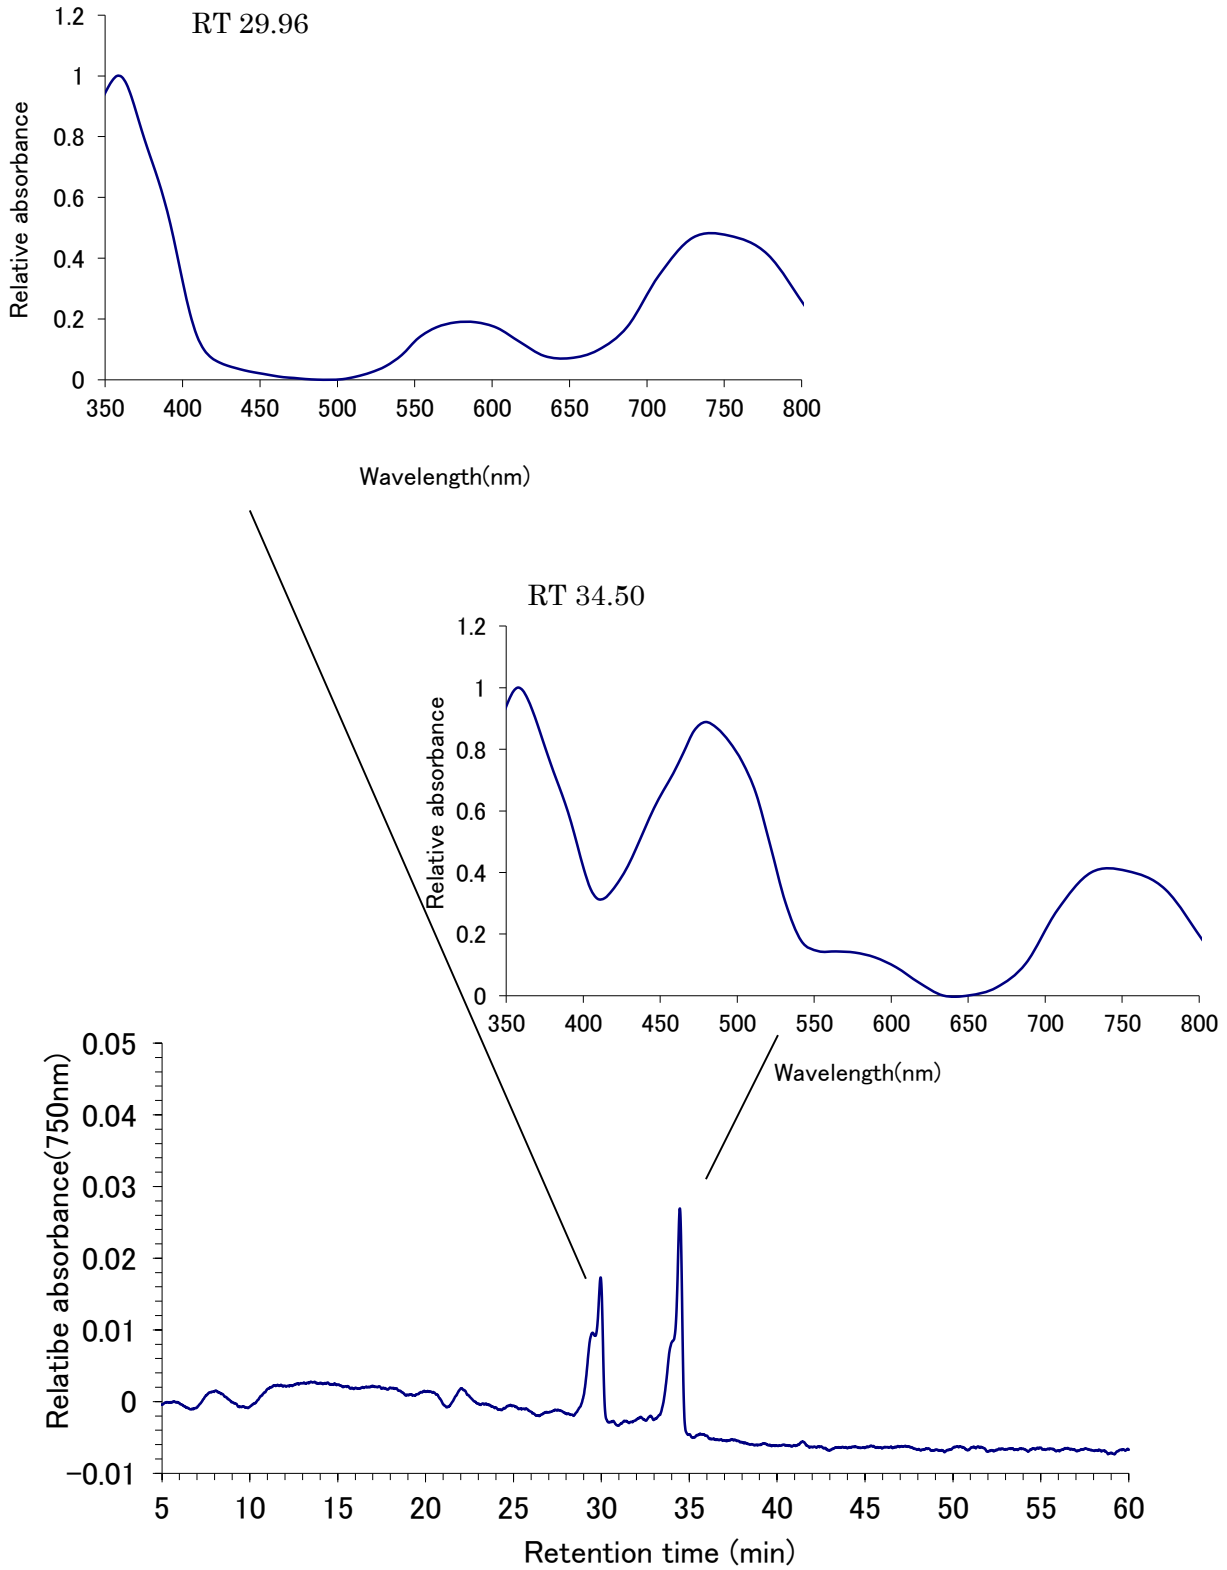 RT 29.96
1.2
1
0.8
0.6
0.4
0.2
0
Relative absorbance
350 400 450 500 550 600 650 700 750 800
Wavelength(nm)
RT 34.50
1.2
1
0.8
0.6
0.4
0.2
0
Relative absorbance
350 400 450 500 550 600 650 700 750 800
Wavelength(nm)
0.05
0.04
0.03
0.02
0.01
0
-0.01
Relatibe absorbance(750nm)
5 10 15 20 25 30 35 40 45 50 55 60
Retention time (min)